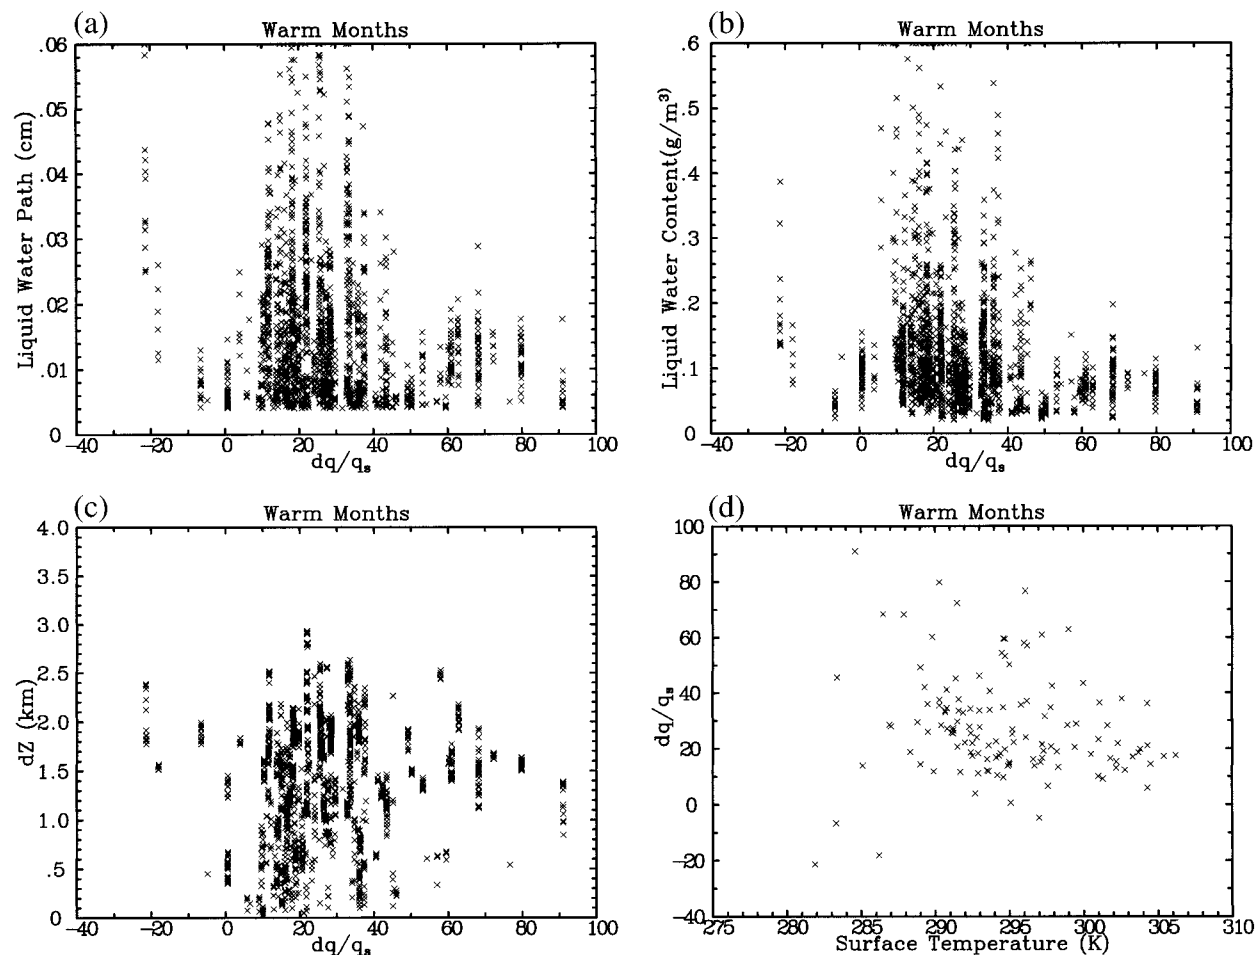 (a)
Warm Months
.06
.05
.04
.03
.02
.01
0
Liquid Water Path (cm)
-40 -20 0 20 40 60 80 100
dq/qs
(b)
Warm Months
.6
.5
.4
.3
.2
.1
0
Liquid Water Content(g/m³)
-40 -20 0 20 40 60 80 100
dq/qs
(c)
Warm Months
4.0
3.5
3.0
2.5
2.0
1.5
1.0
.5
0
dZ (km)
-40 -20 0 20 40 60 80 100
dq/qs
(d)
Warm Months
100
80
60
40
20
0
-20
-40
dq/qs
275 280 285 290 295 300 305 310
Surface Temperature (K)